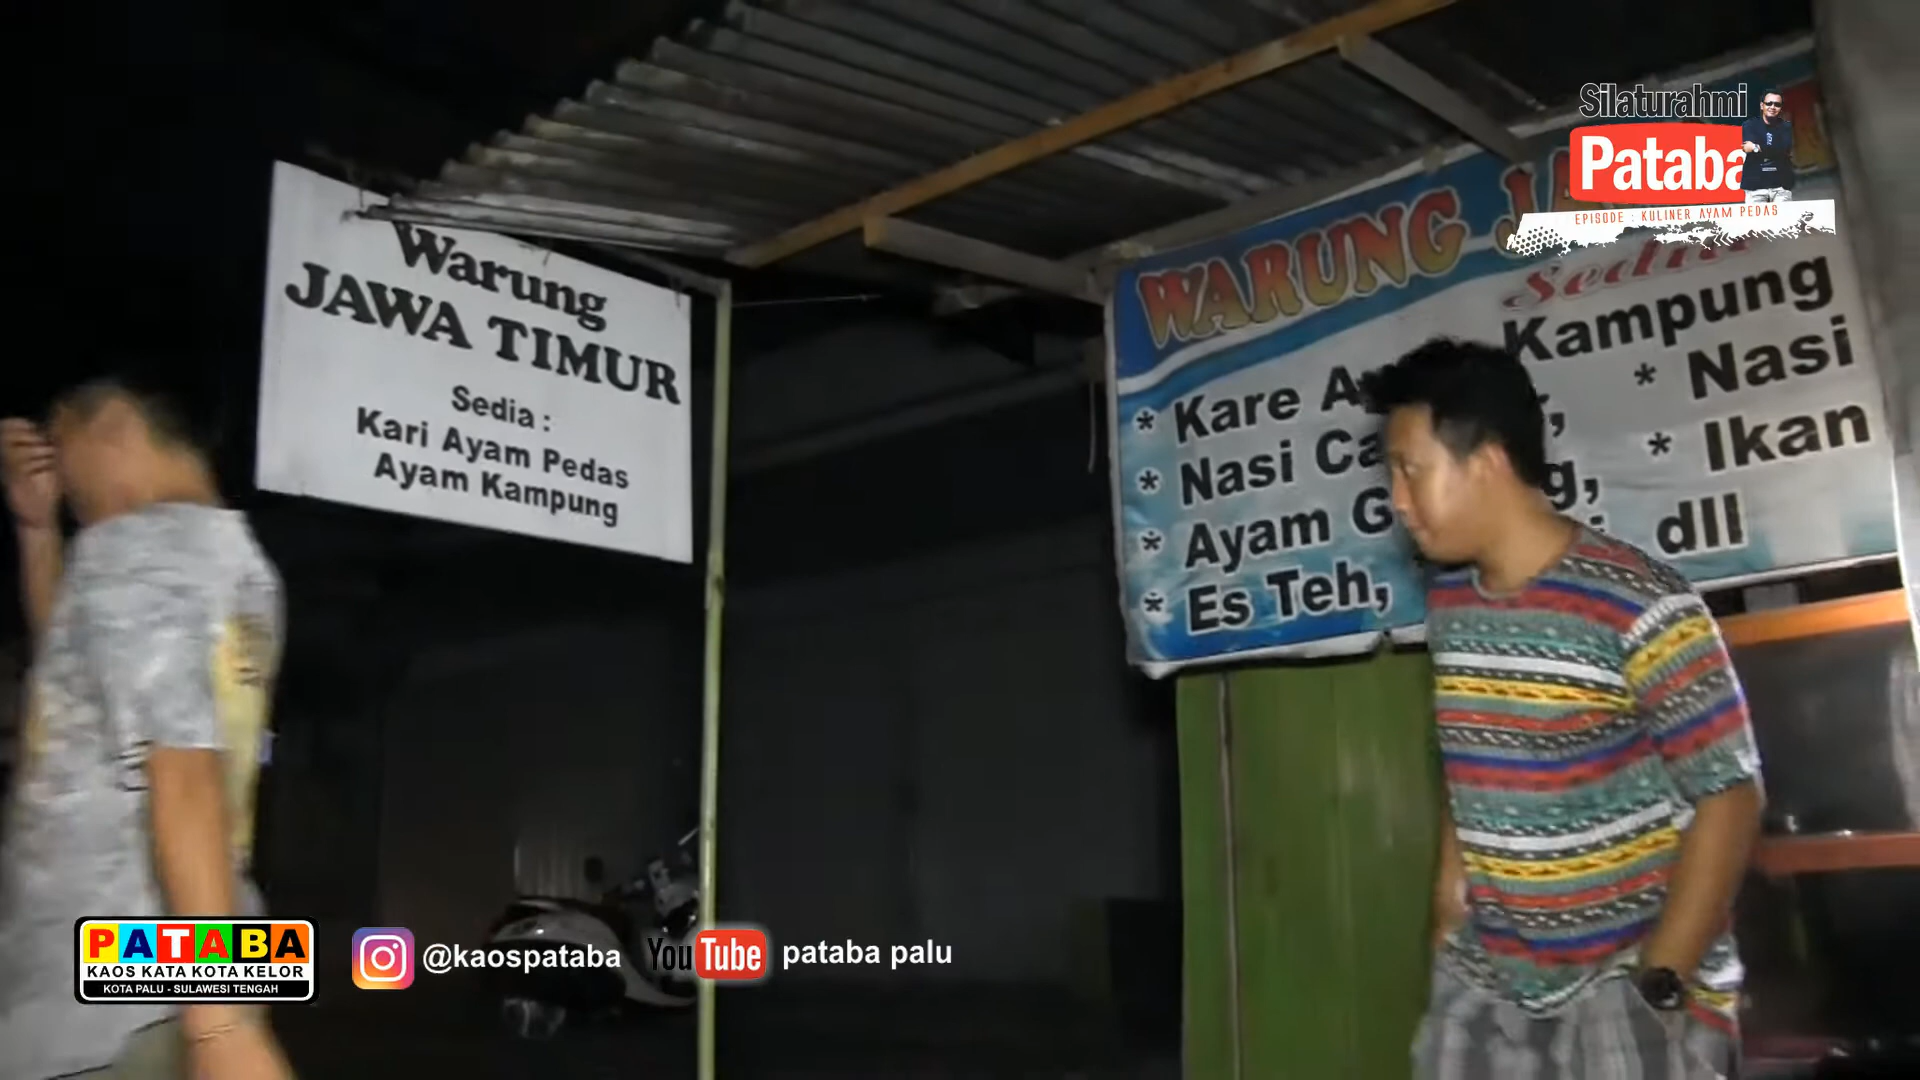 Warung
JAWA TIMUR
Sedia :
Kari Ayam Pedas
Ayam Kampung
Silaturahmi
Pataba
EPISODE : KULINER AYAM PEDAS
WARUNG
Sedia
* Kare Kampung
* Nasi * Nasi
* Ayam * Ikan
* Es Teh, dll
PATABA
KAOS KATA KOTA KELOR
KOTA PALU - SULAWESI TENGAH
@kaospataba
YouTube
pataba palu